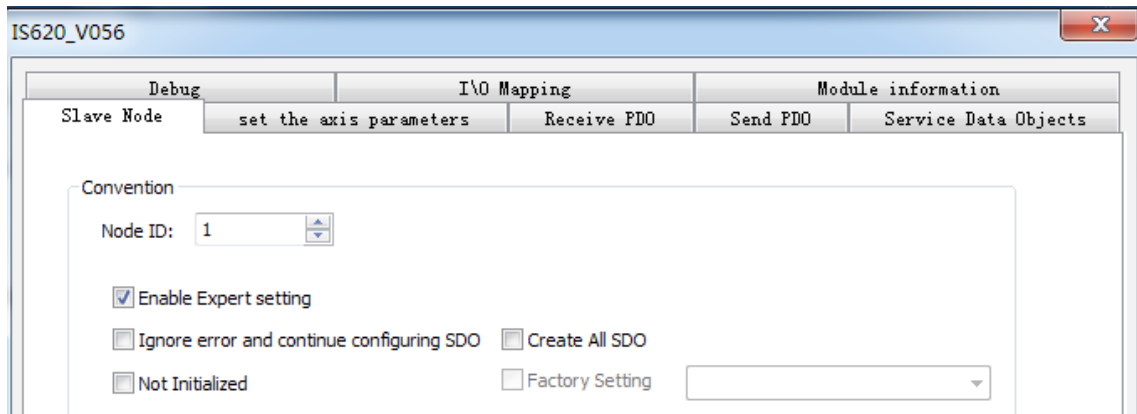 IS620_V056
Debug I\O Mapping Module information
Slave Node set the axis parameters Receive PDO Send PDO Service Data Objects
Convention
Node ID: 1
Enable Expert setting
Ignore error and continue configuring SDO Create All SDO
Not Initialized Factory Setting